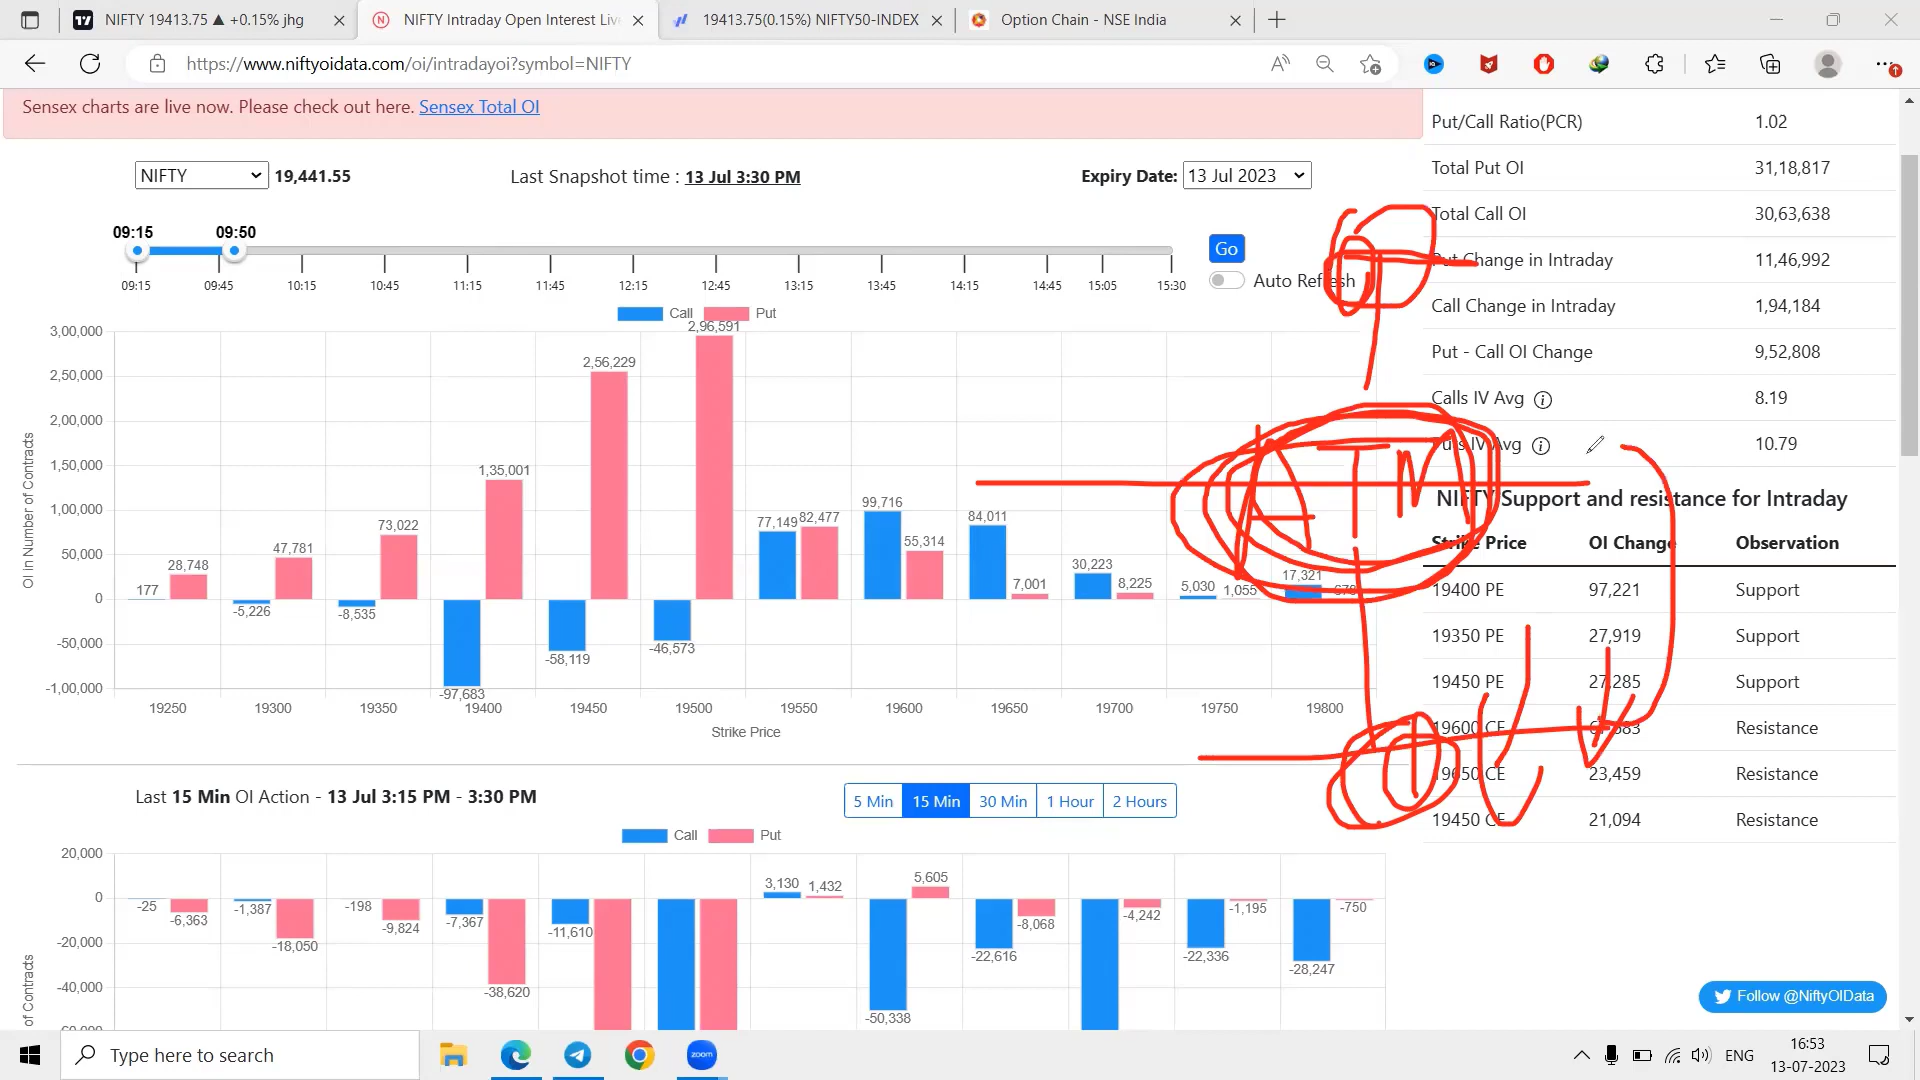 NIFTY 19413.75 ▲ +0.15% jhg
NIFTY Intraday Open Interest Liv
19413.75(0.15%) NIFTY50-INDEX
Option Chain - NSE India
https://www.niftyoidata.com/oi/intradayoi?symbol=NIFTY
Sensex charts are live now. Please check out here. Sensex Total OI
NIFTY 19,441.55
Last Snapshot time : 13 Jul 3:30 PM
Expiry Date: 13 Jul 2023
09:15 09:50
09:15 09:45 10:15 10:45 11:15 11:45 12:15 12:45 13:15 13:45 14:15 14:45 15:05 15:30
Go
Auto Refresh
Call Put
3,00,000
2,50,000
2,00,000
1,50,000
1,00,000
50,000
0
-50,000
-1,00,000
OI In Number of Contracts
177 28,748
-5,226 47,781
-8,535 73,022
-97,683 1,35,001
-58,119 2,56,229
-46,573 2,96,591
77,149 82,477
99,716 55,314
84,011 7,001
30,223 8,225
5,030 1,055
17,321
19250 19300 19350 19400 19450 19500 19550 19600 19650 19700 19750 19800
Strike Price
ATM
Last 15 Min OI Action - 13 Jul 3:15 PM - 3:30 PM
5 Min 15 Min 30 Min 1 Hour 2 Hours
Call Put
20,000
0
-20,000
-40,000
of Contracts
-25 -6,363
-1,387 -18,050
-198 -9,824
-7,367 -38,620
-11,610
3,130 1,432
-50,338 5,605
-22,616 -8,068
-4,242
-22,336 -1,195
-28,247 -750
Put/Call Ratio(PCR) 1.02
Total Put OI 31,18,817
Total Call OI 30,63,638
Put Change in Intraday 11,46,992
Call Change in Intraday 1,94,184
Put - Call OI Change 9,52,808
Calls IV Avg 8.19
Puts IV Avg 10.79
NIFTY Support and resistance for Intraday
Strike Price OI Change Observation
19400 PE 97,221 Support
19350 PE 27,919 Support
19450 PE 27,285 Support
19600 CE Resistance
19650 CE 23,459 Resistance
19450 CE 21,094 Resistance
Follow @NiftyOIData
Type here to search
zoom
ENG
16:53
13-07-2023